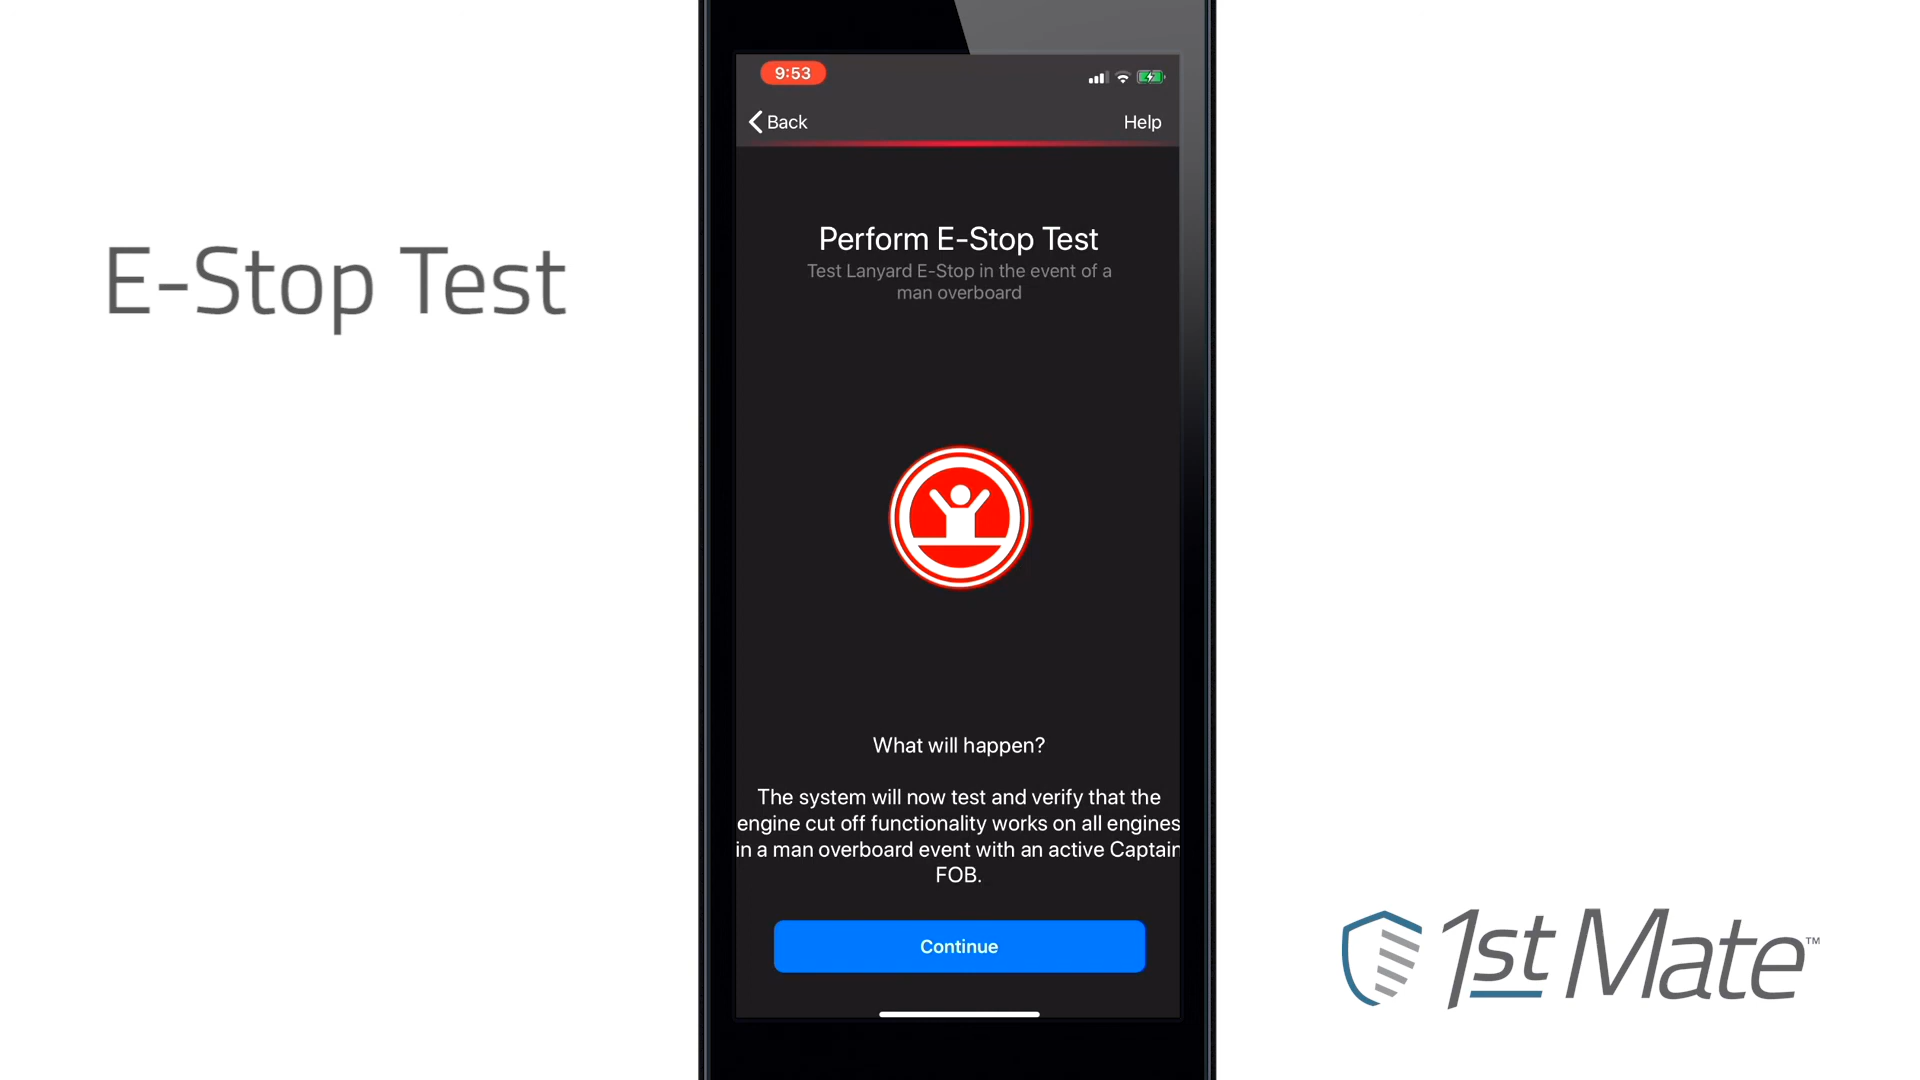 E-Stop Test
9:53
Back
Help
Perform E-Stop Test
Test Lanyard E-Stop in the event of a
man overboard
What will happen?
The system will now test and verify that the
engine cut off functionality works on all engines
in a man overboard event with an active Captain
FOB.
Continue
1st Mate™